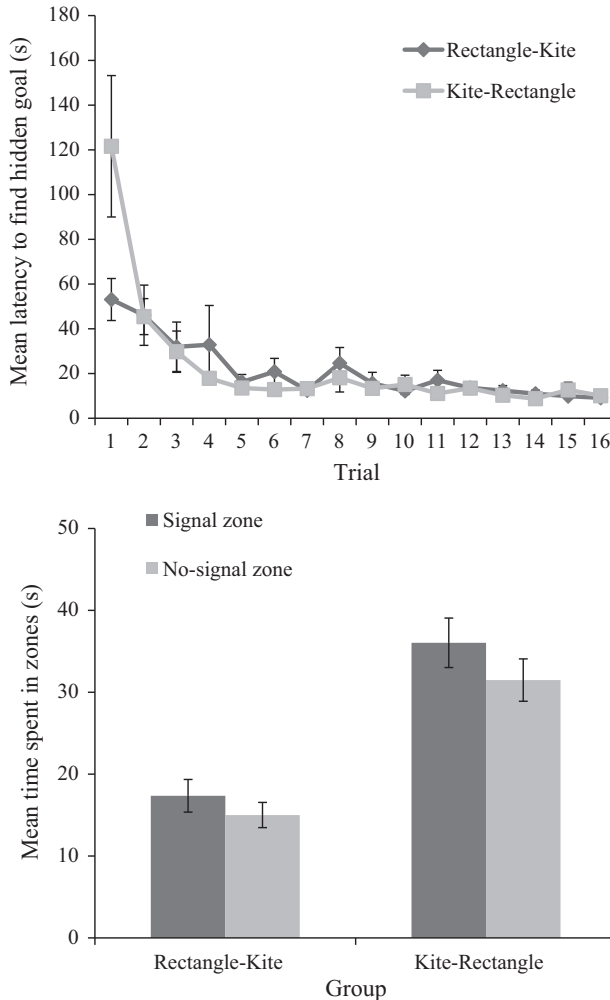 180
160
140
120
100
80
60
40
20
0
Mean latency to find hidden goal (s)
Rectangle-Kite
Kite-Rectangle
1 2 3 4 5 6 7 8 9 10 11 12 13 14 15 16
Trial
50
40
30
20
10
0
Mean time spent in zones (s)
Signal zone
No-signal zone
Rectangle-Kite Kite-Rectangle
Group